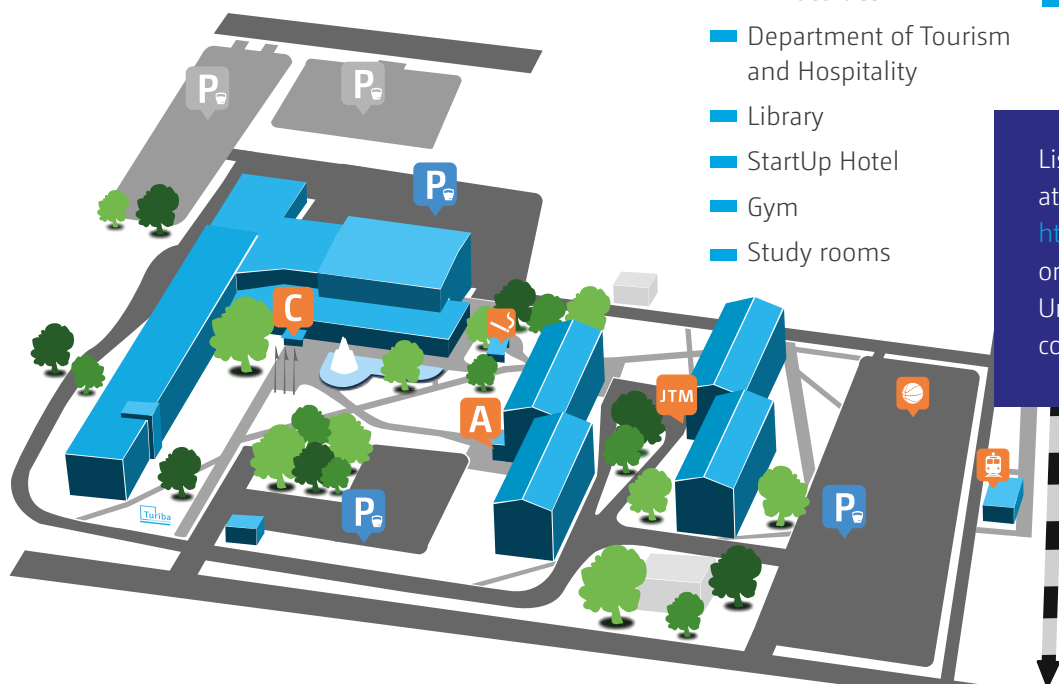 Department of Tourism
and Hospitality
Library
StartUp Hotel
Gym
Study rooms
P
P
P
C
JTM
A
P
P
Turiba